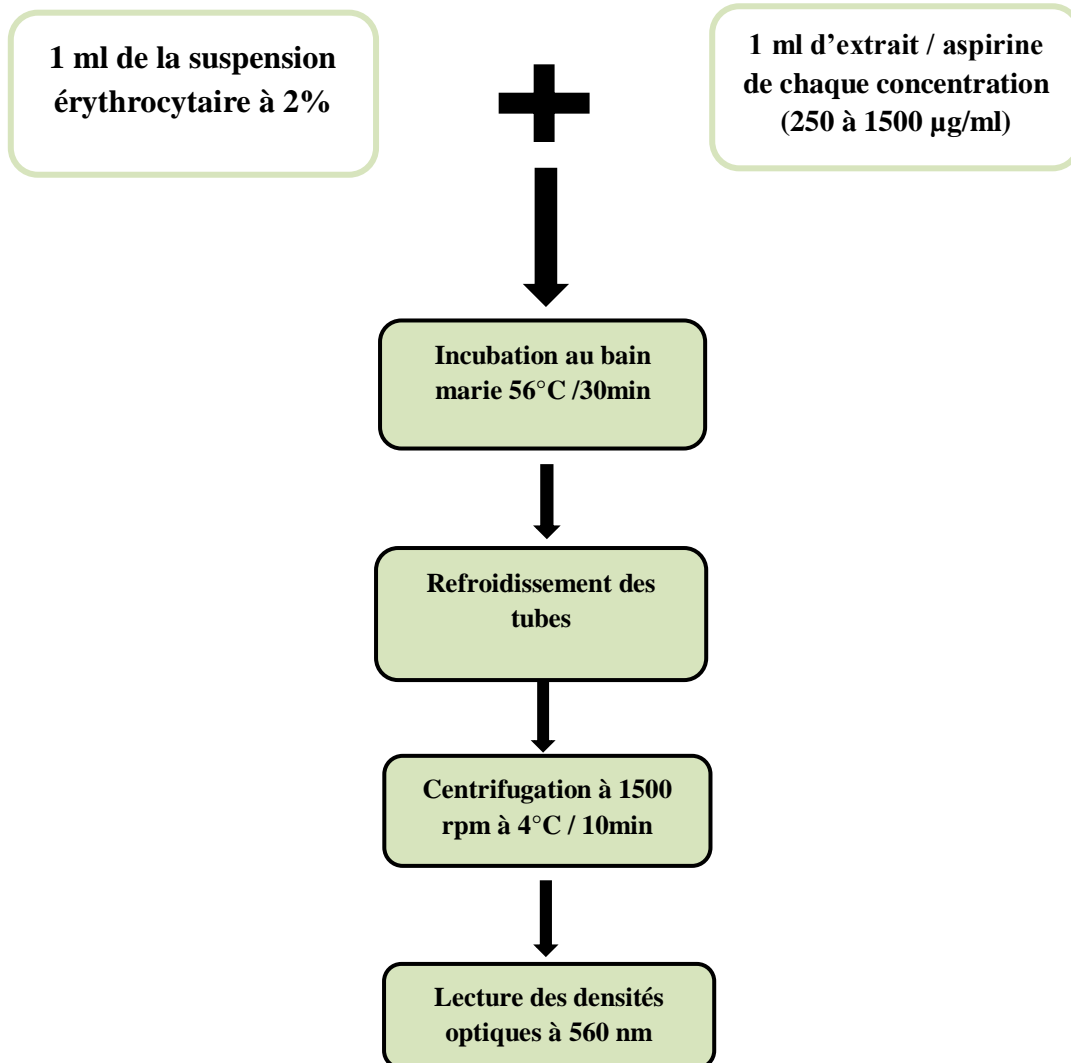 1 ml de la suspension
érythrocytaire à 2%
1 ml d’extrait / aspirine
de chaque concentration
(250 à 1500 µg/ml)
Incubation au bain
marie 56°C /30min
Refroidissement des
tubes
Centrifugation à 1500
rpm à 4°C / 10min
Lecture des densités
optiques à 560 nm